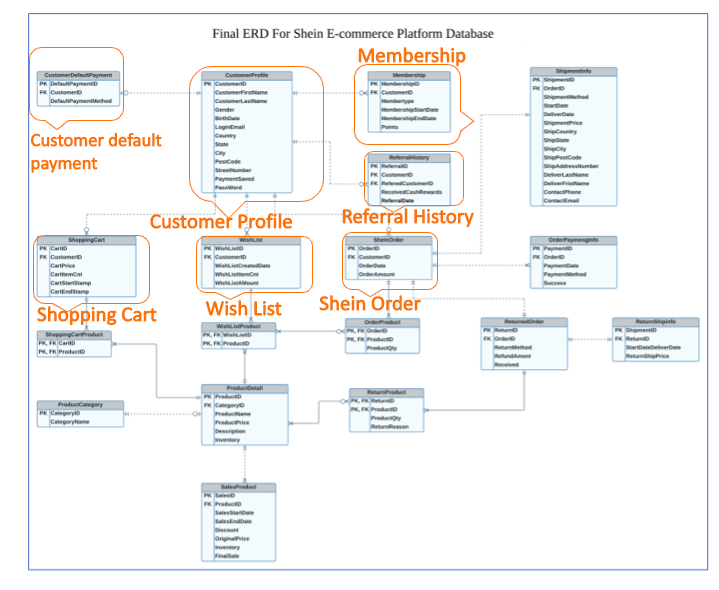 Final ERD For Shein E-commerce Platform Database
Membership
CustomerDefaultPayment
PK DefaultPaymentID
FK CustomerID
DefaultPaymentMethod
Customer default
payment
CustomerProfile
PK CustomerID
CustomerFirstName
CustomerLastName
Gender
BirthDate
LoginEmail
Country
State
City
PostCode
StreetNumber
PaymentSaved
PassWord
Customer Profile
Membership
PK MembershipID
FK CustomerID
Membertype
MembershipStartDate
MembershipEndDate
Points
ReferralHistory
PK ReferralID
FK CustomerID
FK ReferedCustomerID
ReceivedCashRewards
ReferralDate
Referral History
ShipmentInfo
PK ShipmentID
FK OrderID
ShipmentMethod
StartDate
DeliverDate
ShipmentPrice
ShipCountry
ShipState
ShipCity
ShipPostCode
ShipAddressNumber
DeliverLastName
DeliverFristName
ContactPhone
ContactEmail
ShoppingCart
PK CartID
FK CustomerID
CartPrice
CartItemCnt
CartStartStamp
CartEndStamp
Shopping Cart
WishList
PK WishListID
FK CustomerID
WishListCreatedDate
WishListItemCnt
WishListAMount
Wish List
SheinOrder
PK OrderID
FK CustomerID
OrderDate
OrderAmount
Shein Order
OrderPaymengInfo
PK PaymentID
FK OrderID
PaymentDate
PaymentMethod
Success
ShoppingCartProduct
PK, FK CartID
PK, FK ProductID
WishListProduct
PK, FK WishListID
PK, FK ProductID
OrderProduct
PK, FK OrderID
PK, FK ProductID
ProductQty
ReturnedOrder
PK ReturnID
FK OrderID
ReturnMethod
RefundAmont
Received
ReturnShipInfo
PK ShipmentID
FK ReturnID
StartDateDeliverDate
ReturnShipPrice
ProductCategory
PK CategoryID
CategoryName
ProductDetail
PK ProductID
FK CategoryID
ProductName
ProductPrice
Description
Inventory
ReturnProduct
PK, FK ReturnID
PK, FK ProductID
ProductQty
ReturnReason
SalesProduct
PK SalesID
FK ProductID
SalesStartDate
SalesEndDate
Discount
OriginalPrice
Inventory
FinalSale